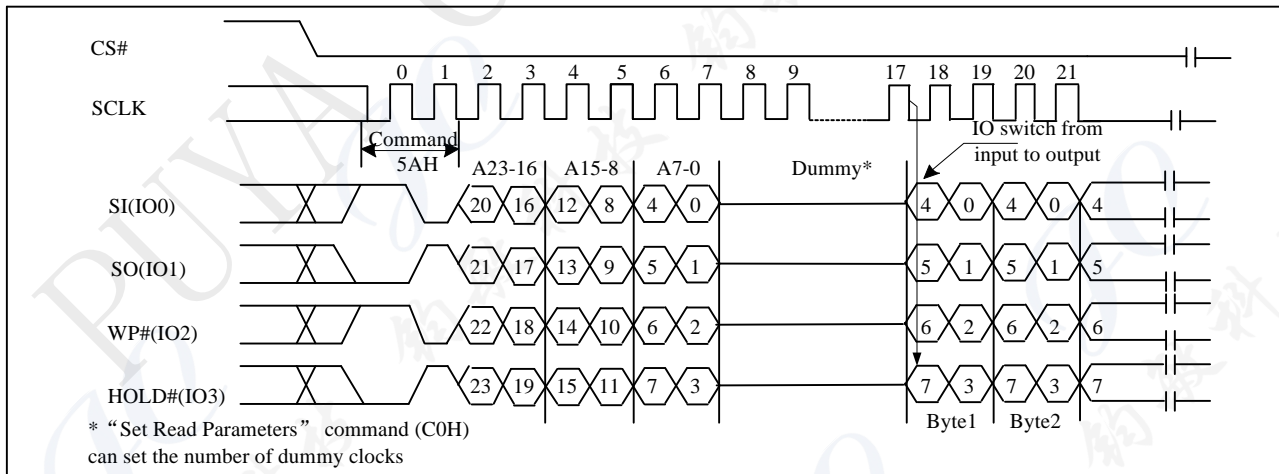 CS#
0 1 2 3 4 5 6 7 8 9 17 18 19 20 21
SCLK
Command
5AH
IO switch from
input to output
A23-16 A15-8 A7-0 Dummy*
SI(IO0) 20 16 12 8 4 0 4 0 4 0 4
SO(IO1) 21 17 13 9 5 1 5 1 5 1 5
WP#(IO2) 22 18 14 10 6 2 6 2 6 2 6
HOLD#(IO3) 23 19 15 11 7 3 7 3 7 3 7
Byte1 Byte2
* “Set Read Parameters” command (C0H)
can set the number of dummy clocks
PUYA